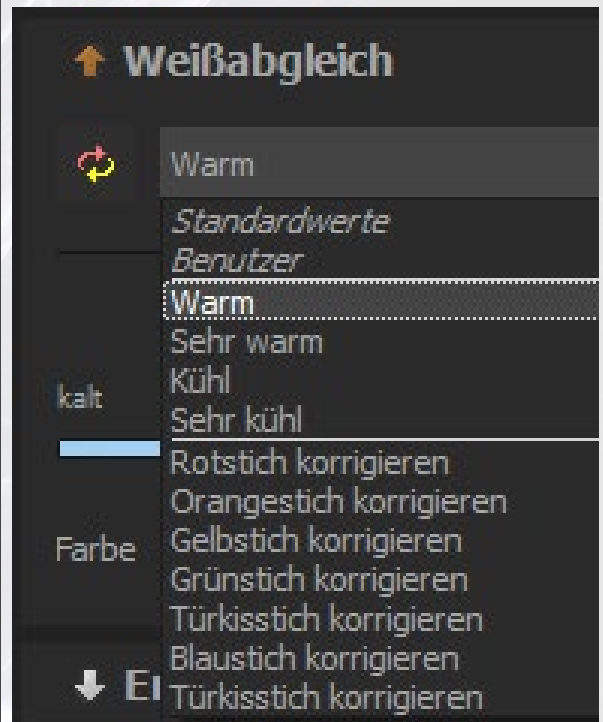 Weißabgleich
Warm
Standardwerte
Benutzer
Warm
Sehr warm
Kühl
kalt
Sehr kühl
Rotstich korrigieren
Orangestich korrigieren
Gelbstich korrigieren
Farbe
Grünstich korrigieren
Türkisstich korrigieren
Blaustich korrigieren
Türkisstich korrigieren